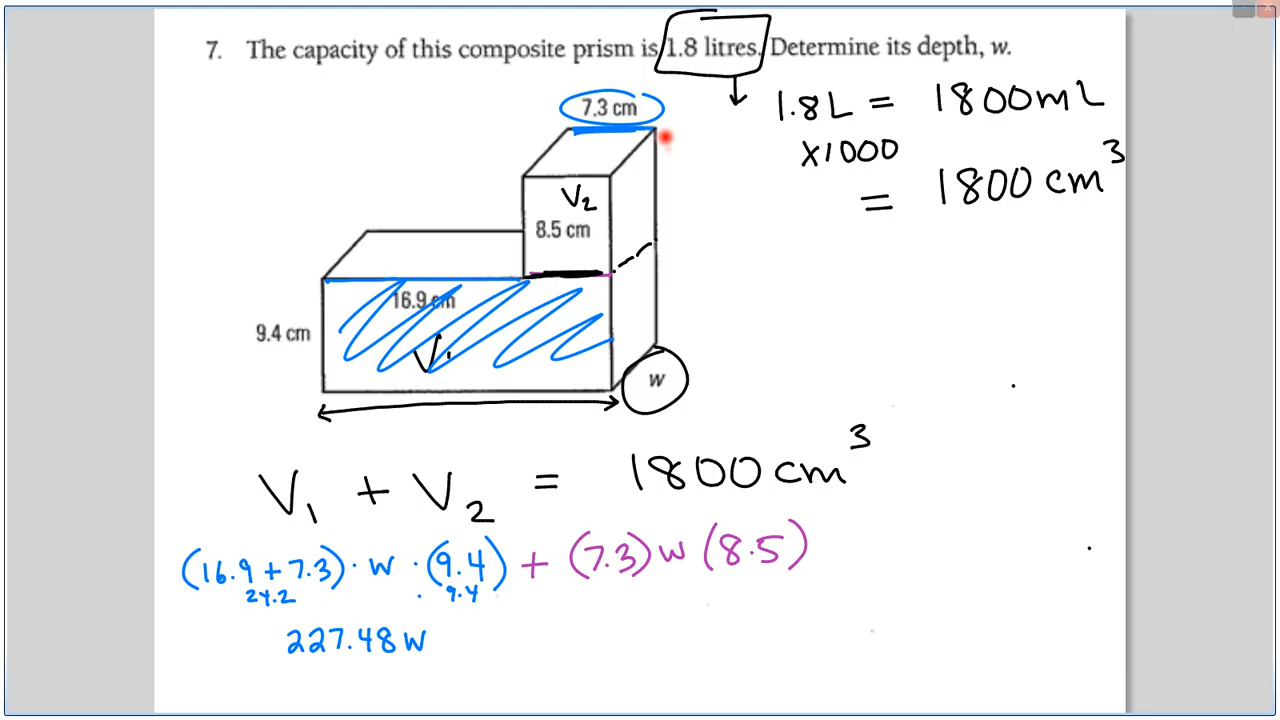 7. The capacity of this composite prism is 1.8 litres. Determine its depth, w.
7.3 cm
1.8L = 1800mL
x1000
= 1800 cm³
V₂
8.5 cm
16.9 cm
9.4 cm
V₁
w
V₁ + V₂ = 1800 cm³
(16.9 + 7.3) · w · (9.4) + (7.3) w (8.5)
24.2 9.4
227.48 w